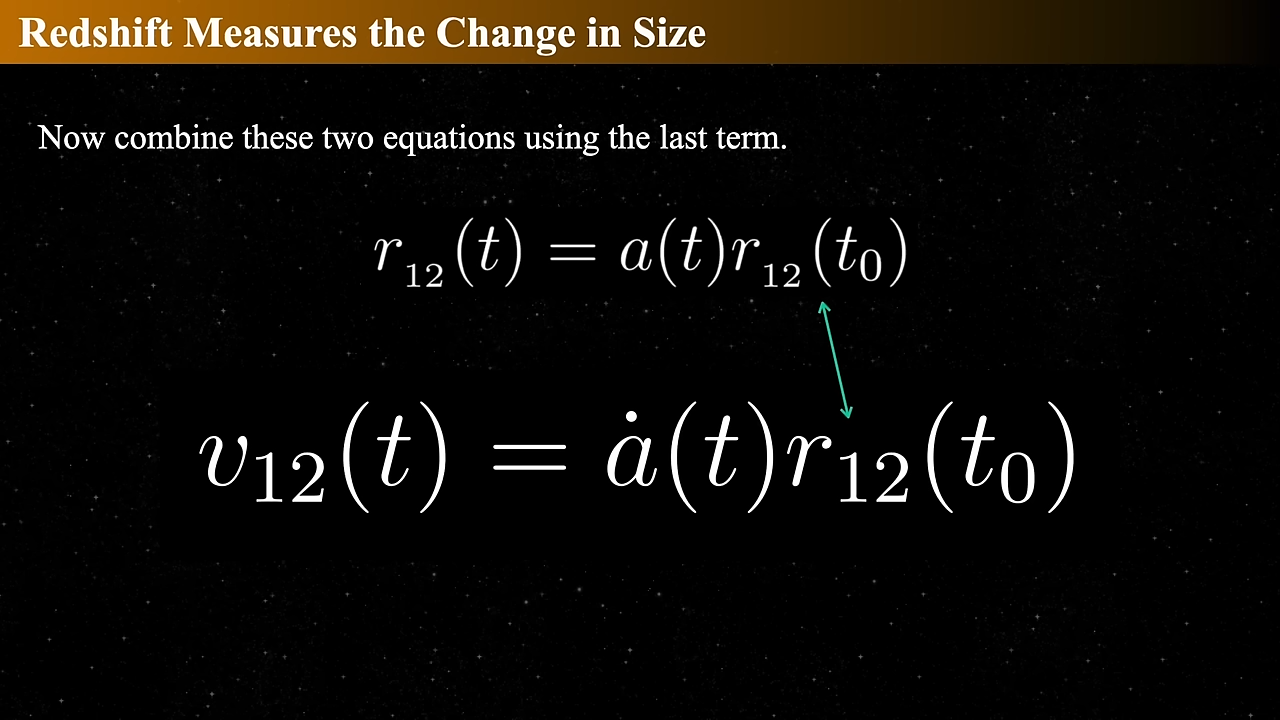 Redshift Measures the Change in Size
Now combine these two equations using the last term.
r₁₂(t) = a(t)r₁₂(t₀)
v₁₂(t) = ȧ(t)r₁₂(t₀)